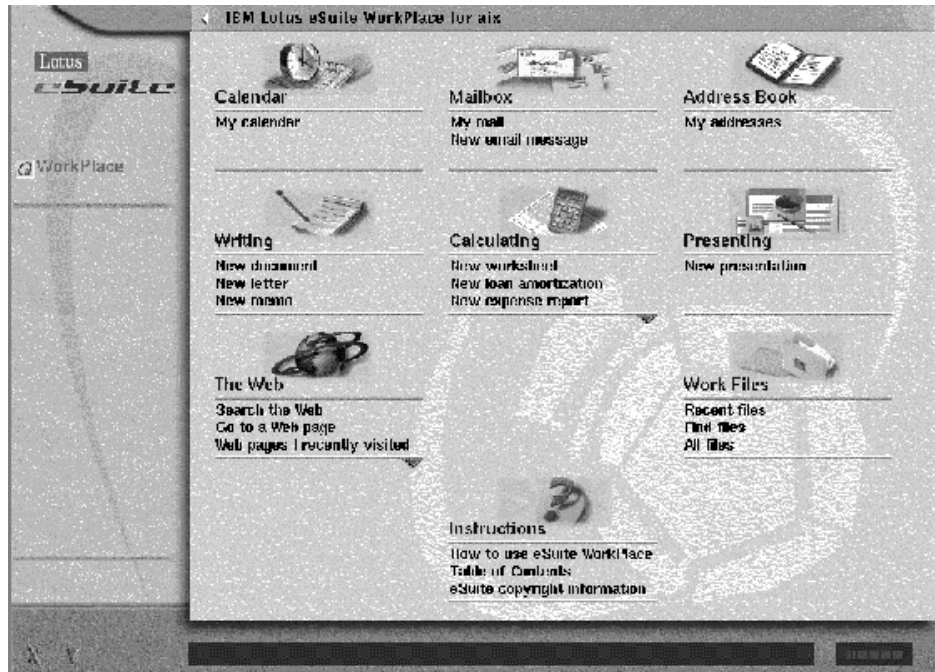 IBM Lotus eSuite WorkPlace for aix
Lotus
eSuite
WorkPlace
Calendar
My calendar
Mailbox
My mail
New email message
Address Book
My addresses
Writing
New document
New letter
New memo
Calculating
New worksheet
New loan amortization
New expense report
Presenting
New presentation
The Web
Search the Web
Go to a Web page
Web pages I recently visited
Work Files
Recent files
Find files
All files
Instructions
How to use eSuite WorkPlace
Table of Contents
eSuite copyright information